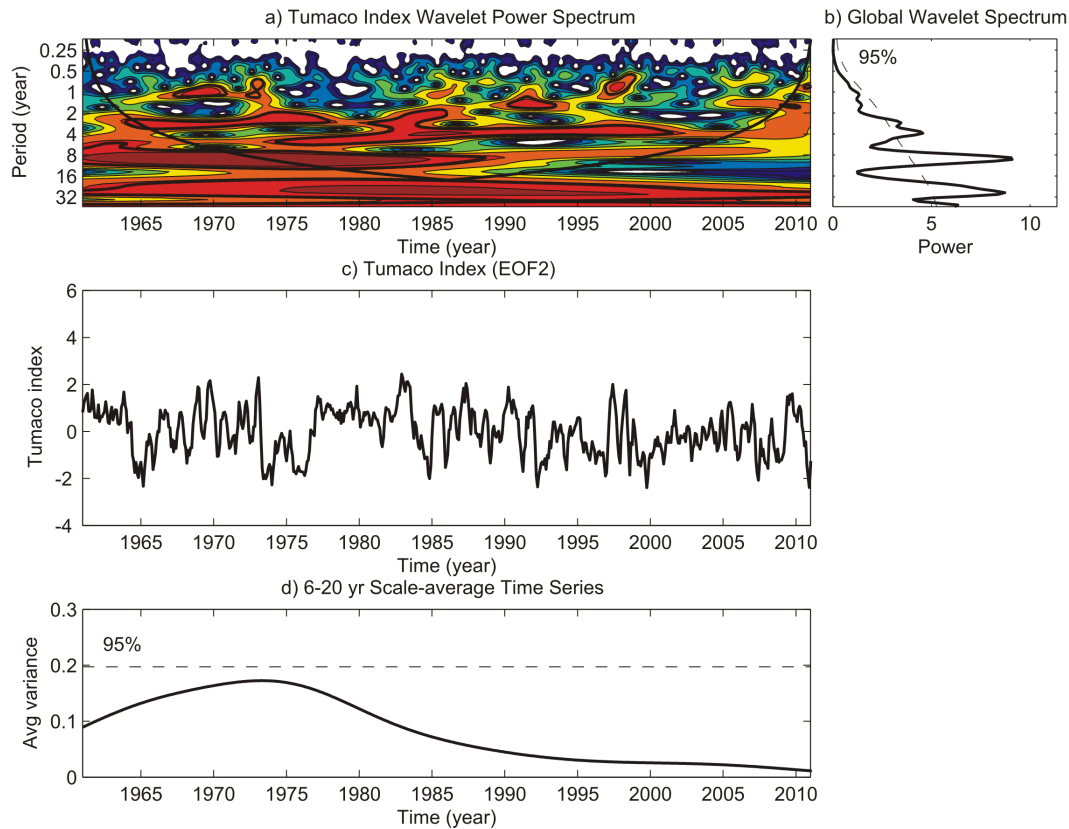 a) Tumaco Index Wavelet Power Spectrum
b) Global Wavelet Spectrum
Period (year)
0.25
0.5
1
2
4
8
16
32
95%
1965 1970 1975 1980 1985 1990 1995 2000 2005 2010
Time (year)
0 5 10
Power
c) Tumaco Index (EOF2)
Tumaco index
6
4
2
0
-2
-4
1965 1970 1975 1980 1985 1990 1995 2000 2005 2010
Time (year)
d) 6-20 yr Scale-average Time Series
Avg variance
0.3
0.2
0.1
0
95%
1965 1970 1975 1980 1985 1990 1995 2000 2005 2010
Time (year)